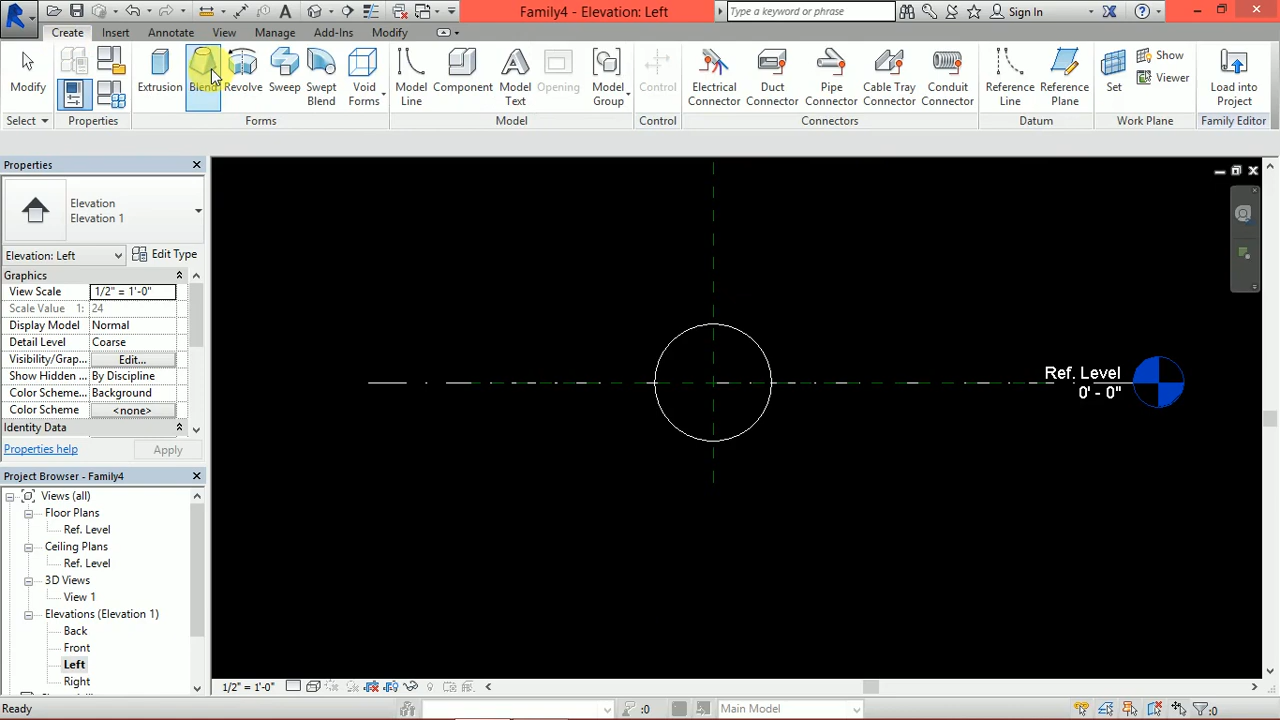 Family4 - Elevation: Left
Type a keyword or phrase
Sign In
Create Insert Annotate View Manage Add-Ins Modify
Modify
Extrusion Blend Revolve Sweep Swept Blend Void Forms
Model Line Component Model Text Opening Model Group
Control
Electrical Connector Duct Connector Pipe Connector Cable Tray Connector Conduit Connector
Reference Line Reference Plane
Set Show Viewer
Load into Project
Select Properties Forms Model Control Connectors Datum Work Plane Family Editor
Properties
Elevation
Elevation 1
Elevation: Left Edit Type
Graphics
View Scale 1/2" = 1'-0"
Scale Value 1: 24
Display Model Normal
Detail Level Coarse
Visibility/Grap... Edit...
Show Hidden ... By Discipline
Color Scheme ... Background
Color Scheme <none>
Identity Data
Properties help Apply
Project Browser - Family4
Views (all)
Floor Plans
Ref. Level
Ceiling Plans
Ref. Level
3D Views
View 1
Elevations (Elevation 1)
Back
Front
Left
Right
Ref. Level
0' - 0"
1/2" = 1'-0"
Ready :0 Main Model :0